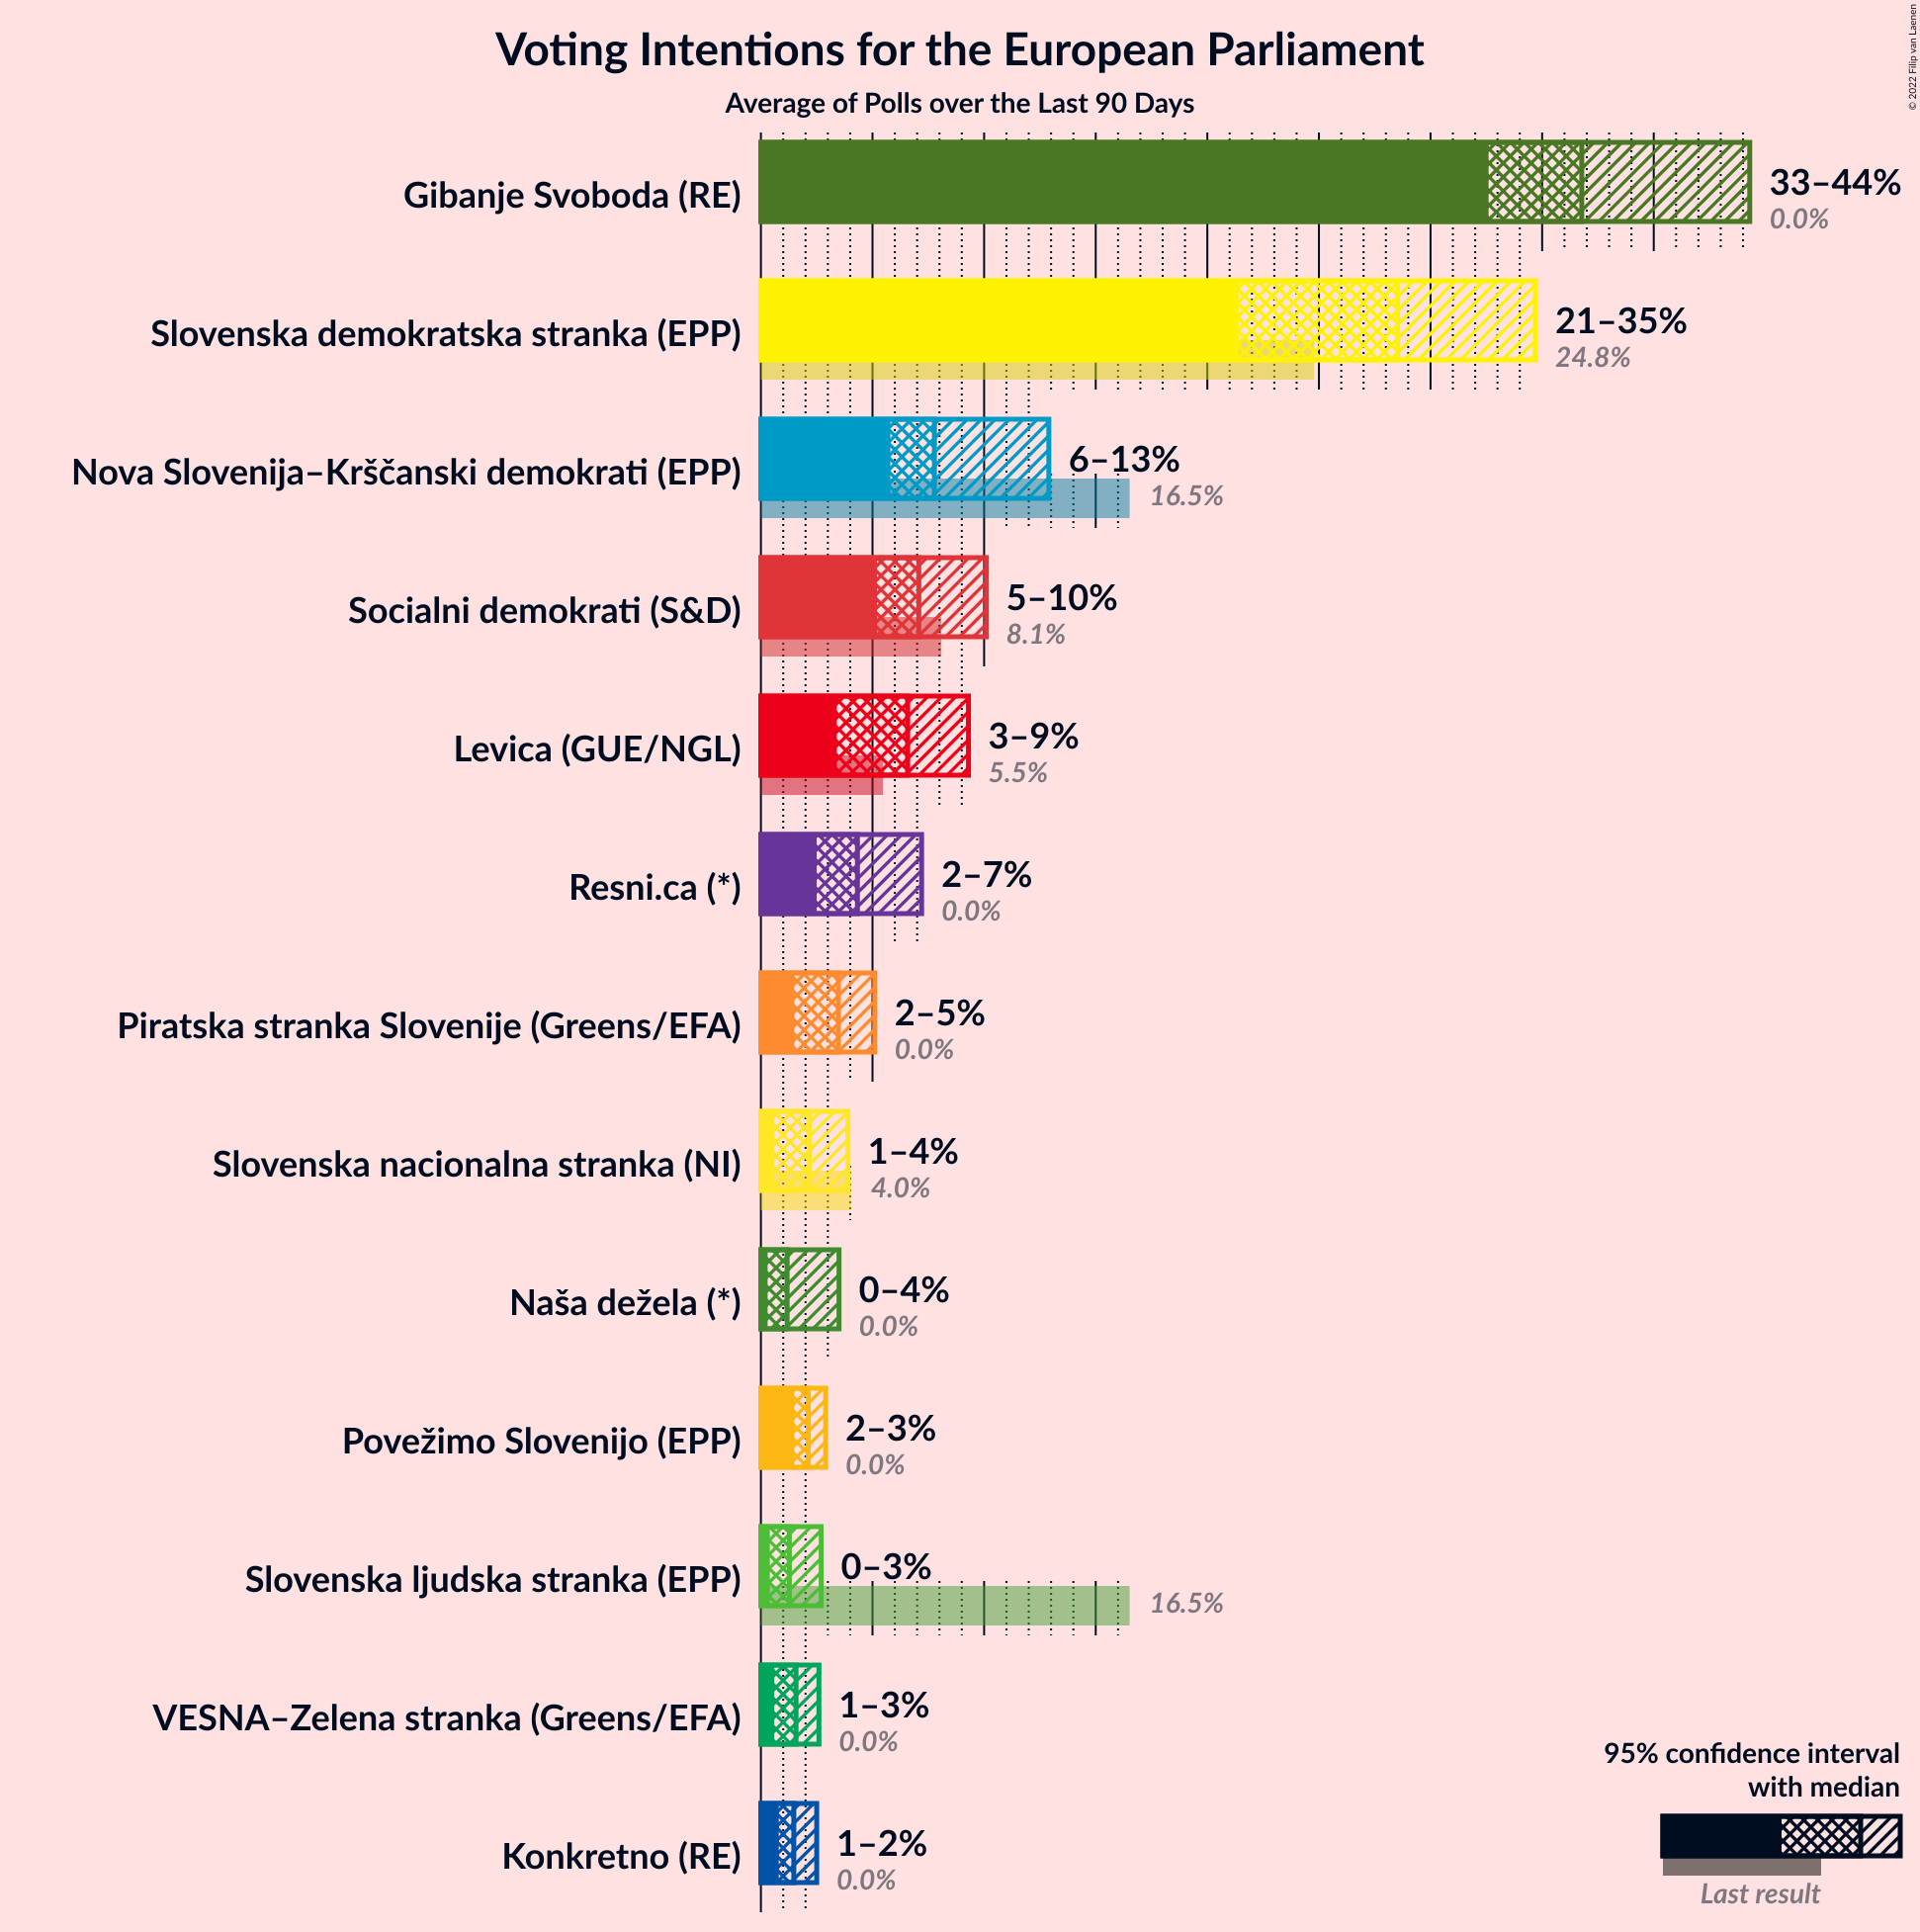 Voting Intentions for the European Parliament
Average of Polls over the Last 90 Days
© 2022 Filip van Laenen
Gibanje Svoboda (RE)
33–44%
0.0%
Slovenska demokratska stranka (EPP)
21–35%
24.8%
Nova Slovenija–Krščanski demokrati (EPP)
6–13%
16.5%
Socialni demokrati (S&D)
5–10%
8.1%
Levica (GUE/NGL)
3–9%
5.5%
Resni.ca (*)
2–7%
0.0%
Piratska stranka Slovenije (Greens/EFA)
2–5%
0.0%
Slovenska nacionalna stranka (NI)
1–4%
4.0%
Naša dežela (*)
0–4%
0.0%
Povežimo Slovenijo (EPP)
2–3%
0.0%
Slovenska ljudska stranka (EPP)
0–3%
16.5%
VESNA–Zelena stranka (Greens/EFA)
1–3%
0.0%
Konkretno (RE)
1–2%
0.0%
95% confidence interval
with median
Last result